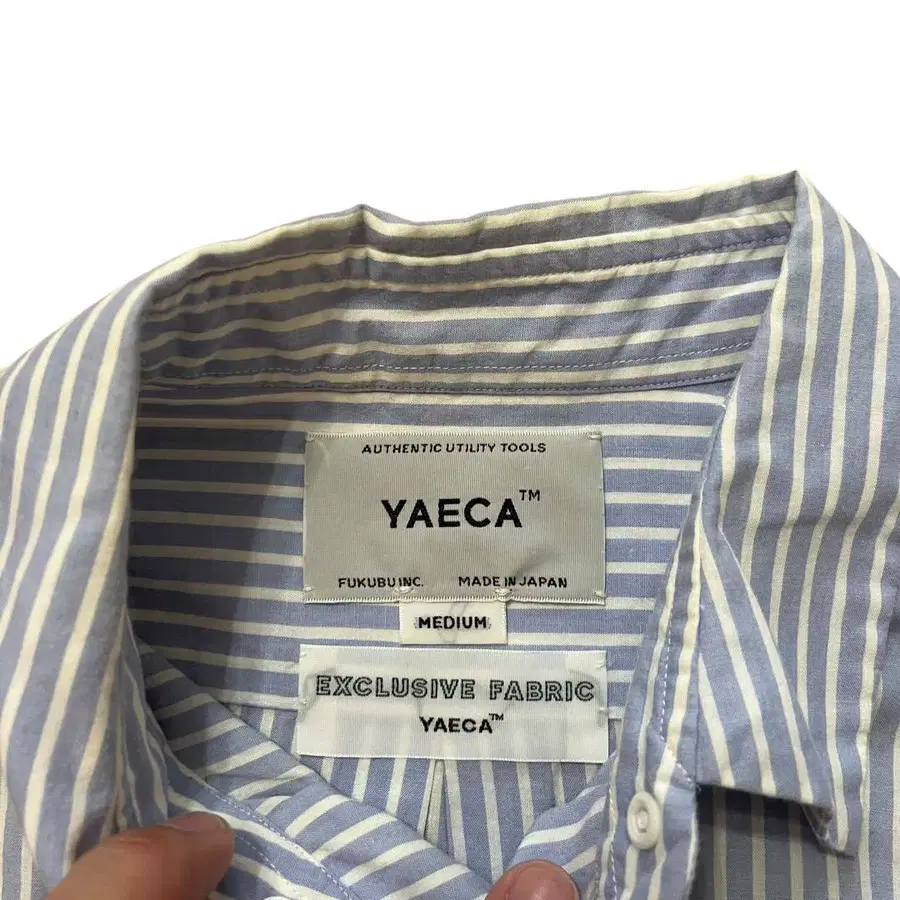 AUTHENTIC UTILITY TOOLS
YAECA™
FUKUBU INC. MADE IN JAPAN
MEDIUM
EXCLUSIVE FABRIC
YAECA™